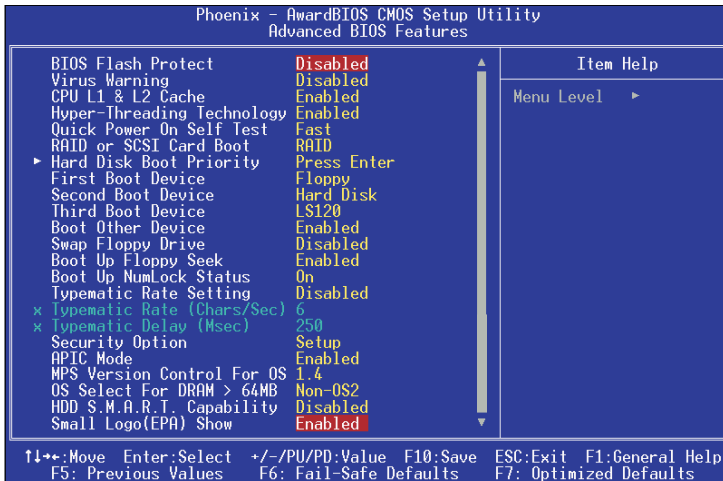 Phoenix - AwardBIOS CMOS Setup Utility
Advanced BIOS Features
BIOS Flash Protect Disabled
Virus Warning Disabled
CPU L1 & L2 Cache Enabled
Hyper-Threading Technology Enabled
Quick Power On Self Test Fast
RAID or SCSI Card Boot RAID
► Hard Disk Boot Priority Press Enter
First Boot Device Floppy
Second Boot Device Hard Disk
Third Boot Device LS120
Boot Other Device Enabled
Swap Floppy Drive Disabled
Boot Up Floppy Seek Enabled
Boot Up NumLock Status On
Typematic Rate Setting Disabled
x Typematic Rate (Chars/Sec) 6
x Typematic Delay (Msec) 250
Security Option Setup
APIC Mode Enabled
MPS Version Control For OS 1.4
OS Select For DRAM > 64MB Non-OS2
HDD S.M.A.R.T. Capability Disabled
Small Logo(EPA) Show Enabled
Item Help
Menu Level ►
↑↓→←:Move Enter:Select +/-/PU/PD:Value F10:Save ESC:Exit F1:General Help
F5: Previous Values F6: Fail-Safe Defaults F7: Optimized Defaults